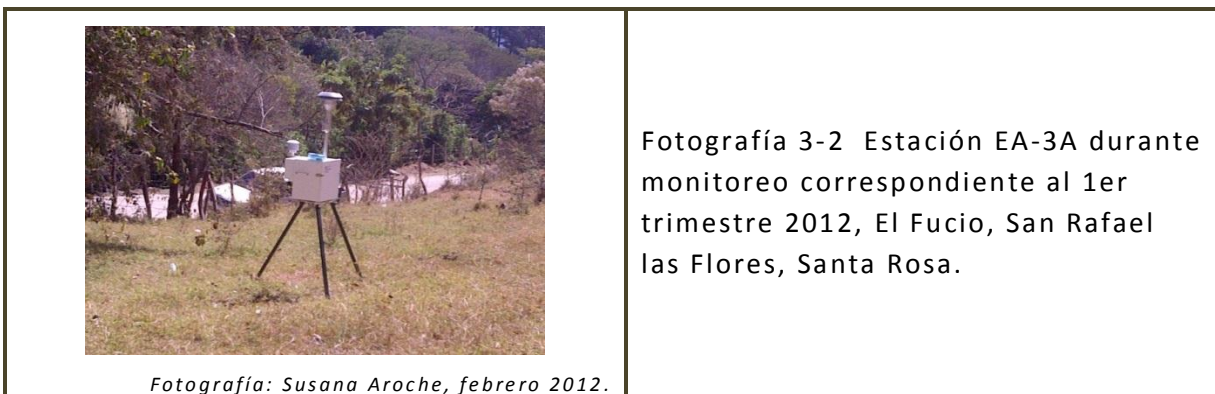 Fotografía: Susana Aroche, febrero 2012.
Fotografía 3-2 Estación EA-3A durante
monitoreo correspondiente al 1er
trimestre 2012, El Fucio, San Rafael
las Flores, Santa Rosa.